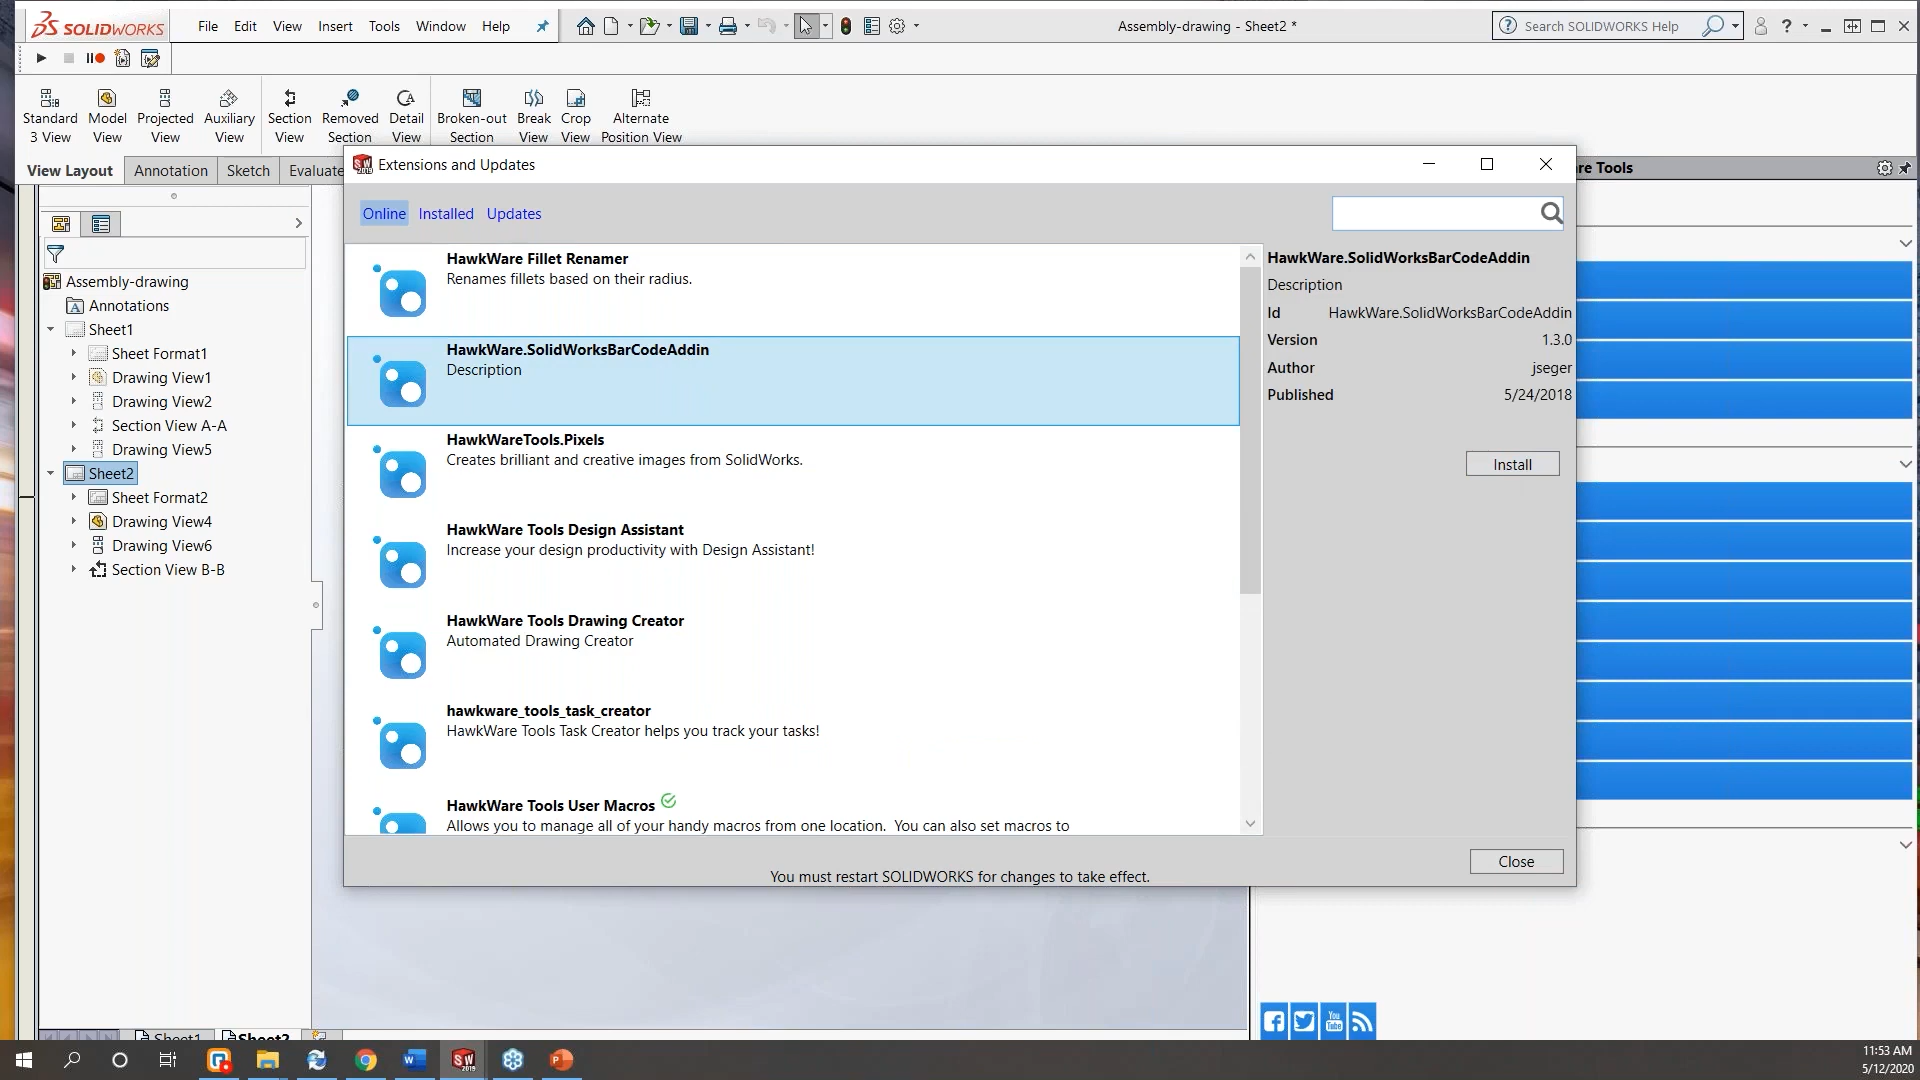 SOLIDWORKS File Edit View Insert Tools Window Help Assembly-drawing - Sheet2 * Search SOLIDWORKS Help ?
Standard 3 View
Model View
Projected View
Auxiliary View
Section View
Removed Section
Detail View
Broken-out Section
Break View
Crop View
Alternate Position View
View Layout Annotation Sketch Evaluate
Assembly-drawing
Annotations
Sheet1
Sheet Format1
Drawing View1
Drawing View2
Section View A-A
Drawing View5
Sheet2
Sheet Format2
Drawing View4
Drawing View6
Section View B-B
Extensions and Updates
Online Installed Updates
HawkWare Fillet Renamer
Renames fillets based on their radius.
HawkWare.SolidWorksBarCodeAddin
Description
HawkWareTools.Pixels
Creates brilliant and creative images from SolidWorks.
HawkWare Tools Design Assistant
Increase your design productivity with Design Assistant!
HawkWare Tools Drawing Creator
Automated Drawing Creator
hawkware_tools_task_creator
HawkWare Tools Task Creator helps you track your tasks!
HawkWare Tools User Macros
Allows you to manage all of your handy macros from one location. You can also set macros to
HawkWare.SolidWorksBarCodeAddin
Description
Id HawkWare.SolidWorksBarCodeAddin
Version 1.3.0
Author jseger
Published 5/24/2018
Install
Close
You must restart SOLIDWORKS for changes to take effect.
re Tools
Sheet1 Sheet2
You Tube
SW 2019
11:53 AM
5/12/2020